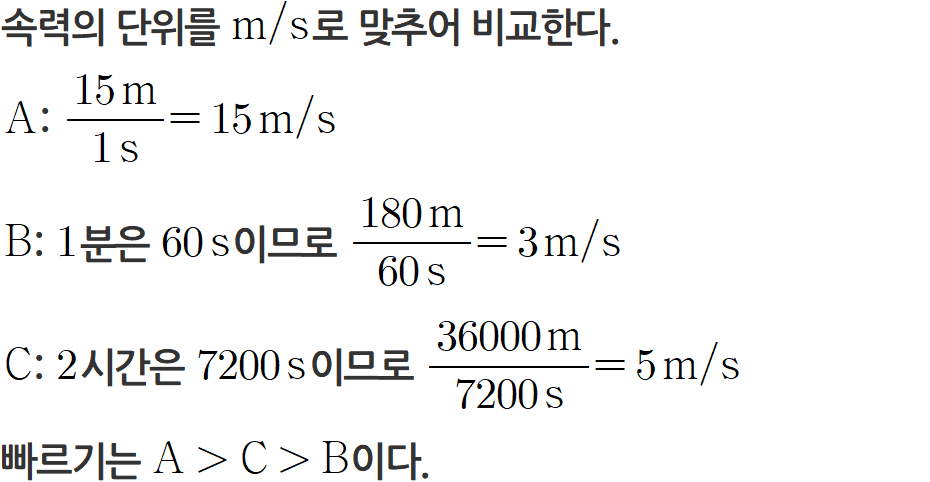 속력의 단위를 m/s로 맞추어 비교한다.
A: 15 m/1 s = 15 m/s
B: 1분은 60 s이므로 180 m/60 s = 3 m/s
C: 2시간은 7200 s이므로 36000 m/7200 s = 5 m/s
빠르기는 A > C > B이다.